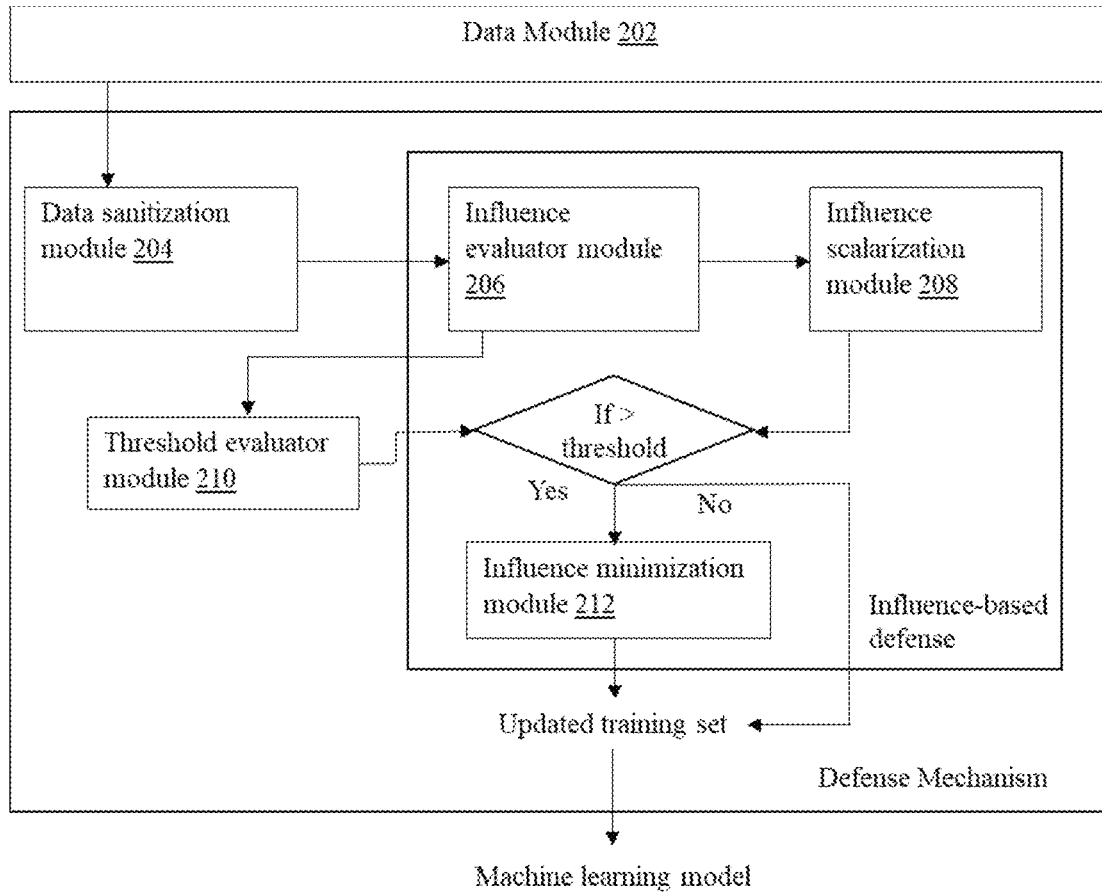 Data Module 202
Data sanitization
module 204
Influence
evaluator module
206
Influence
scalarization
module 208
Threshold evaluator
module 210
If >
threshold
Yes
No
Influence minimization
module 212
Influence-based
defense
Updated training set
Defense Mechanism
Machine learning model